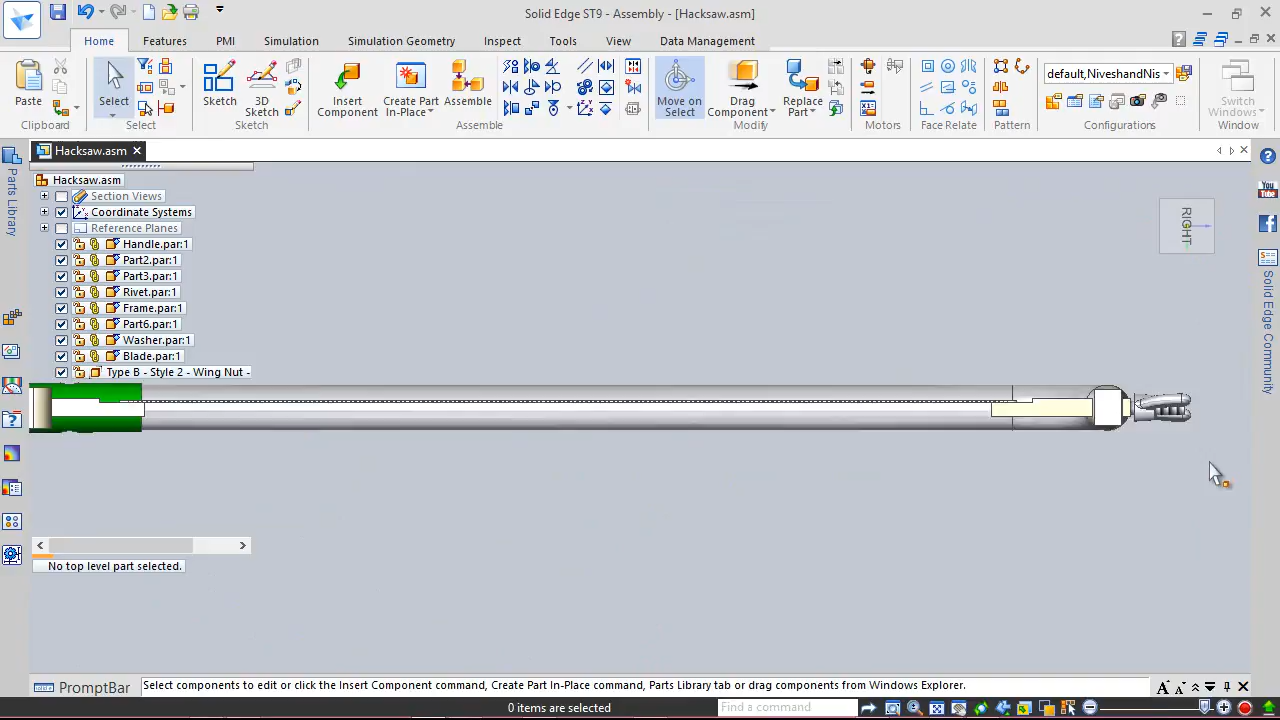 Solid Edge ST9 - Assembly - [Hacksaw.asm]
Home Features PMI Simulation Simulation Geometry Inspect Tools View Data Management
Paste
Clipboard
Select
Select
Sketch
3D Sketch
Sketch
Insert Component
Create Part In-Place
Assemble
Assemble
Move on Select
Drag Component
Replace Part
Modify
Motors
Face Relate
Pattern
default,NiveshandNis
Configurations
Switch Windows
Window
Hacksaw.asm
Parts Library
Hacksaw.asm
Section Views
Coordinate Systems
Reference Planes
Handle.par:1
Part2.par:1
Part3.par:1
Rivet.par:1
Frame.par:1
Part6.par:1
Washer.par:1
Blade.par:1
Type B - Style 2 - Wing Nut -
No top level part selected.
RIGHT
You Tube
Solid Edge Community
PromptBar
Select components to edit or click the Insert Component command, Create Part In-Place command, Parts Library tab or drag components from Windows Explorer.
0 items are selected
Find a command